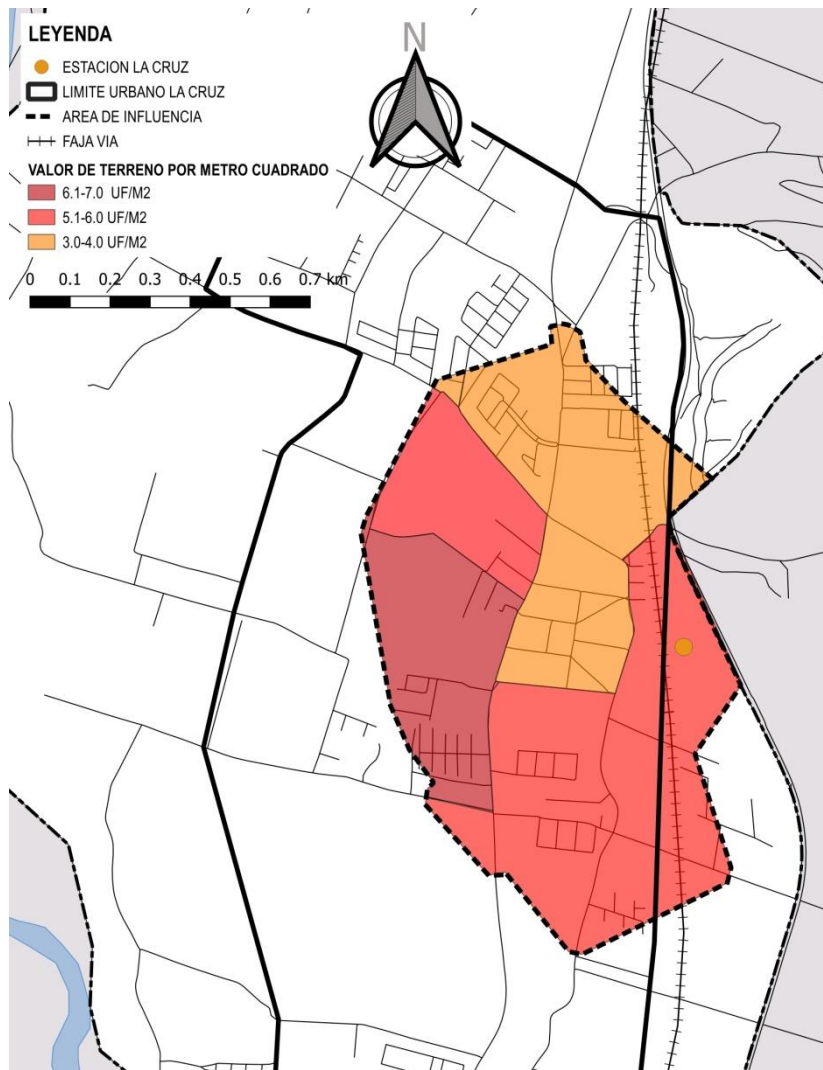 N
LEYENDA
ESTACION LA CRUZ
LIMITE URBANO LA CRUZ
AREA DE INFLUENCIA
FAJA VIA
VALOR DE TERRENO POR METRO CUADRADO
6.1-7.0 UF/M2
5.1-6.0 UF/M2
3.0-4.0 UF/M2
0 0.1 0.2 0.3 0.4 0.5 0.6 0.7 km